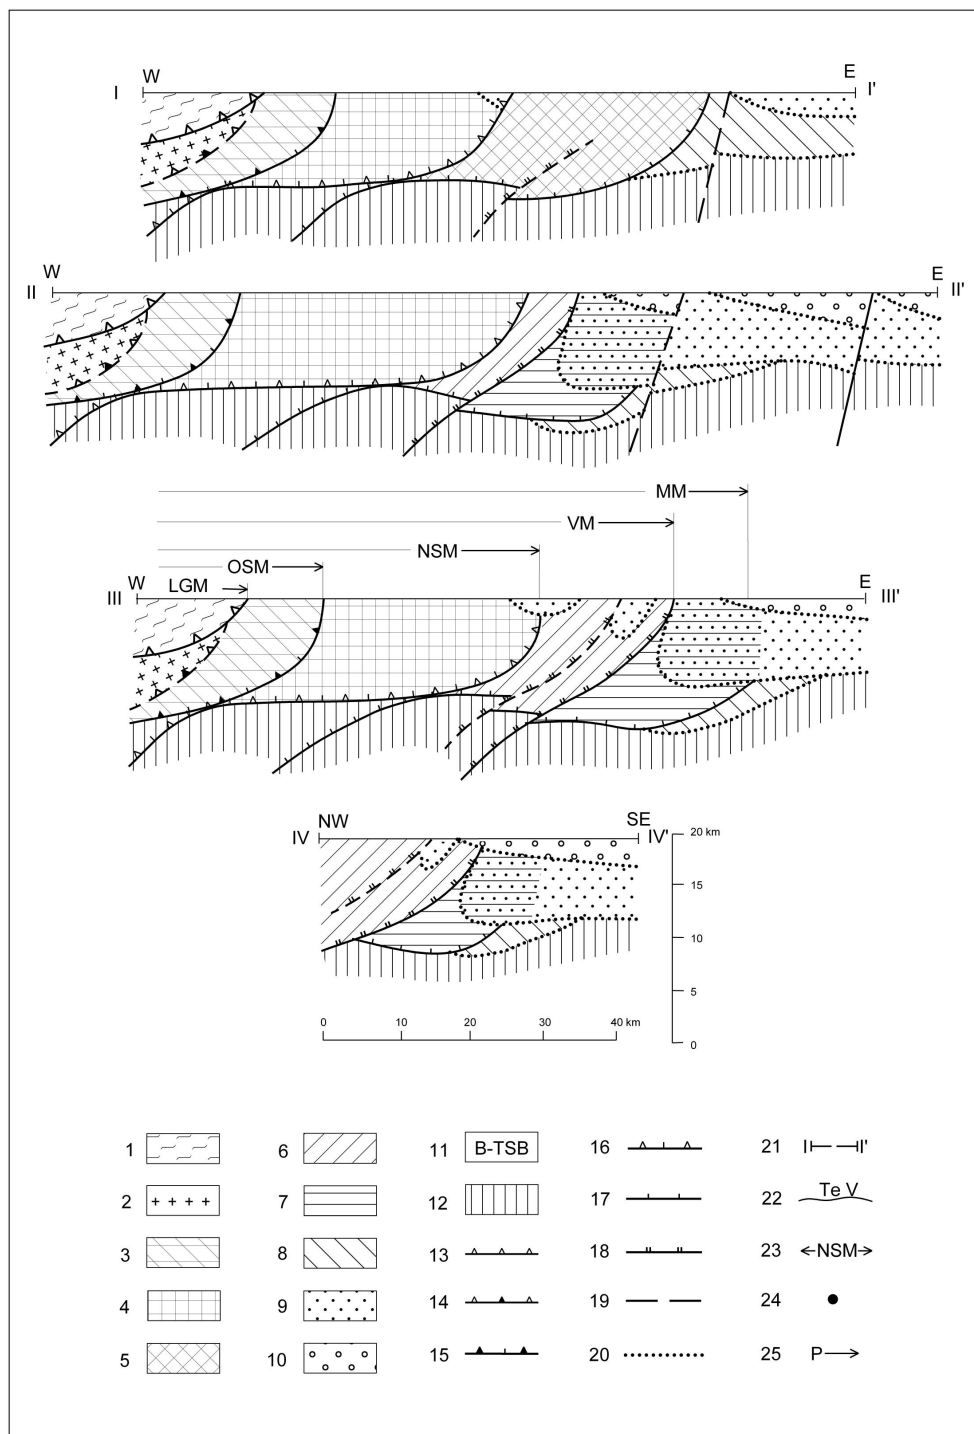 W E
I I'
W E
II II'
MM
VM
NSM
OSM
LGM
W E
III III'
NW SE
IV IV'
20 km
15
10
5
0
0 10 20 30 40 km
1 6 11 B-TSB 16 21 I I'
2 7 12 17 22 Te V
3 8 13 18 23 NSM
4 9 14 19 24
5 10 15 20 25 P